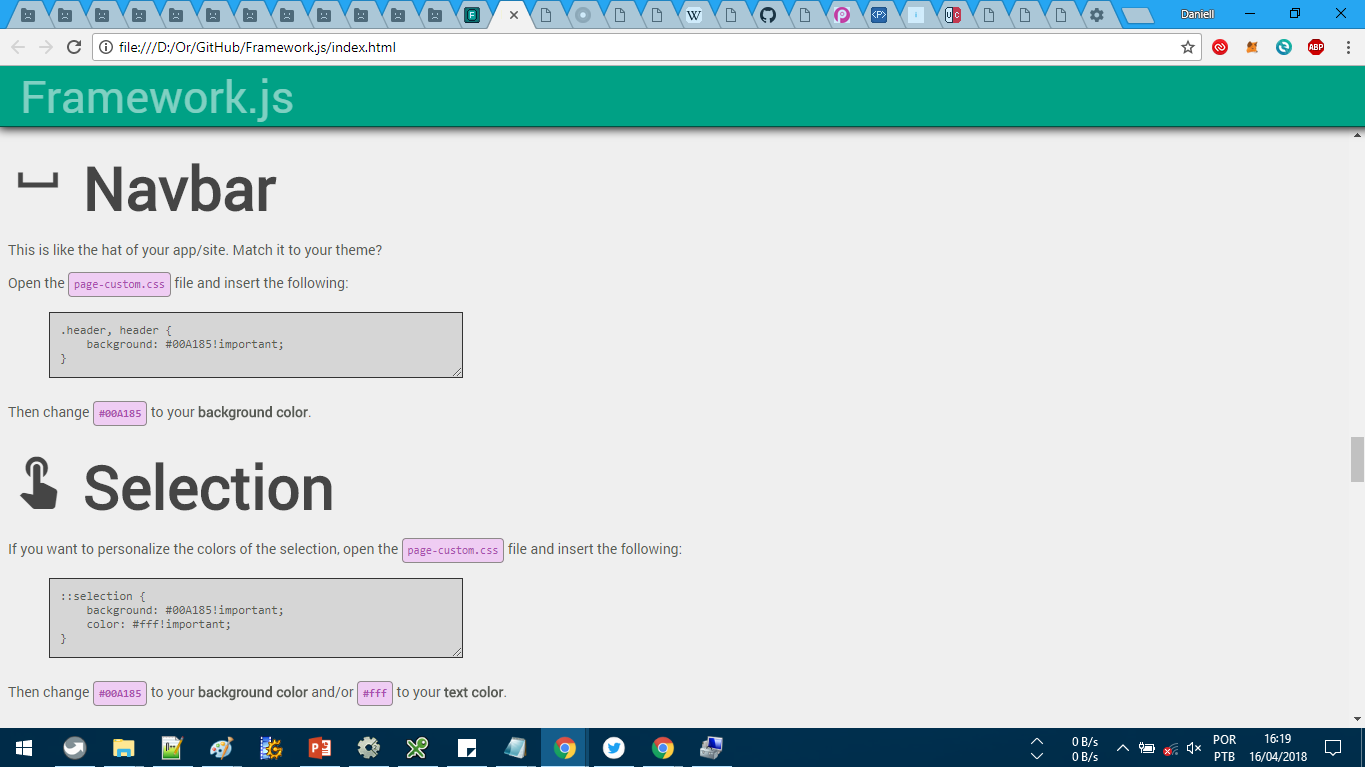 Daniell
file:///D:/Or/GitHub/Framework.js/index.html
ABP
Framework.js
Navbar
This is like the hat of your app/site. Match it to your theme?
Open the page-custom.css file and insert the following:
.header, header {
    background: #00A185!important;
}
Then change #00A185 to your background color.
Selection
If you want to personalize the colors of the selection, open the page-custom.css file and insert the following:
::selection {
    background: #00A185!important;
    color: #fff!important;
}
Then change #00A185 to your background color and/or #fff to your text color.
0 B/s
0 B/s
POR
PTB
16:19
16/04/2018